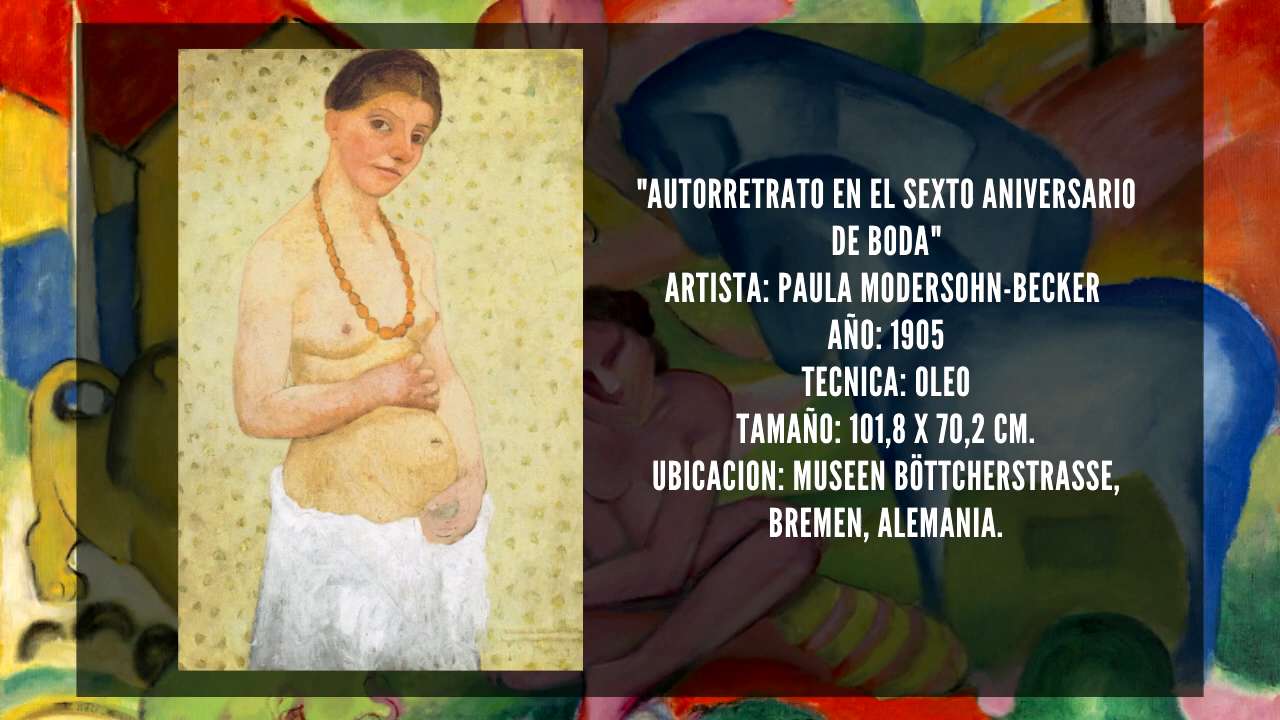 "AUTORRETRATO EN EL SEXTO ANIVERSARIO
DE BODA"
ARTISTA: PAULA MODERSOHN-BECKER
AÑO: 1905
TECNICA: OLEO
TAMAÑO: 101,8 X 70,2 CM.
UBICACION: MUSEEN BÖTTCHERSTRASSE,
BREMEN, ALEMANIA.